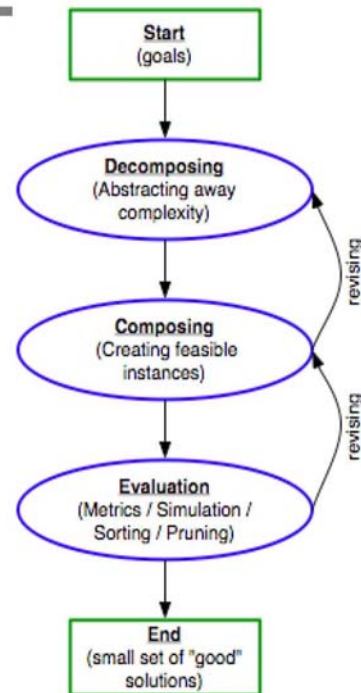 Start
(goals)
Decomposing
(Abstracting away
complexity)
revising
Composing
(Creating feasible
instances)
revising
Evaluation
(Metrics / Simulation /
Sorting / Pruning)
End
(small set of "good"
solutions)